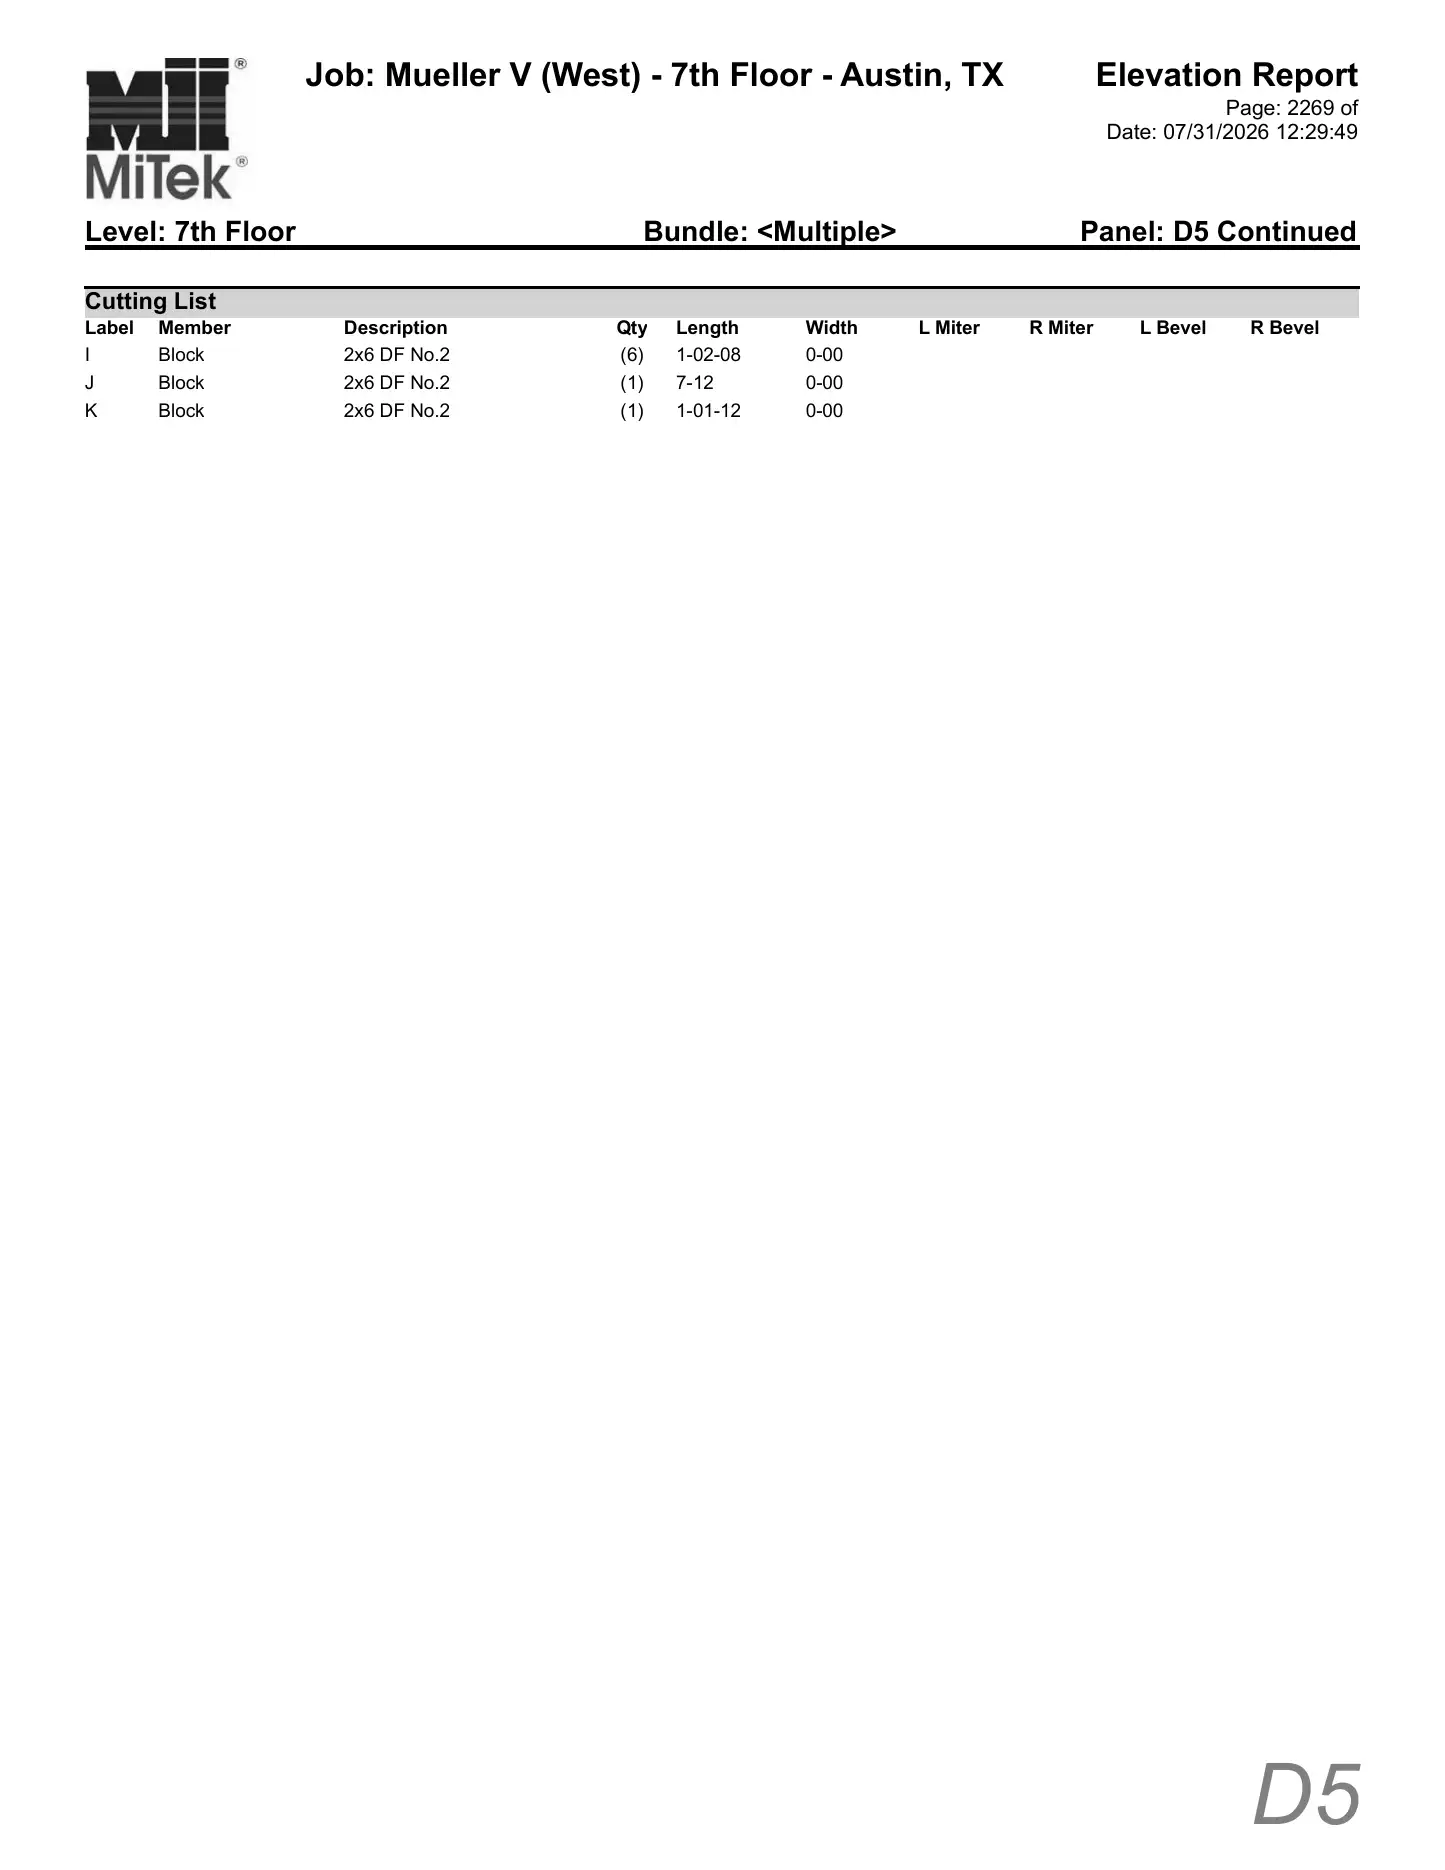 MiTek®
Job: Mueller V (West) - 7th Floor - Austin, TX
Elevation Report
Page: 2269 of
Date: 07/31/2026 12:29:49
Level: 7th Floor Bundle: <Multiple> Panel: D5 Continued
Cutting List
Label Member Description Qty Length Width L Miter R Miter L Bevel R Bevel
I Block 2x6 DF No.2 (6) 1-02-08 0-00
J Block 2x6 DF No.2 (1) 7-12 0-00
K Block 2x6 DF No.2 (1) 1-01-12 0-00
D5